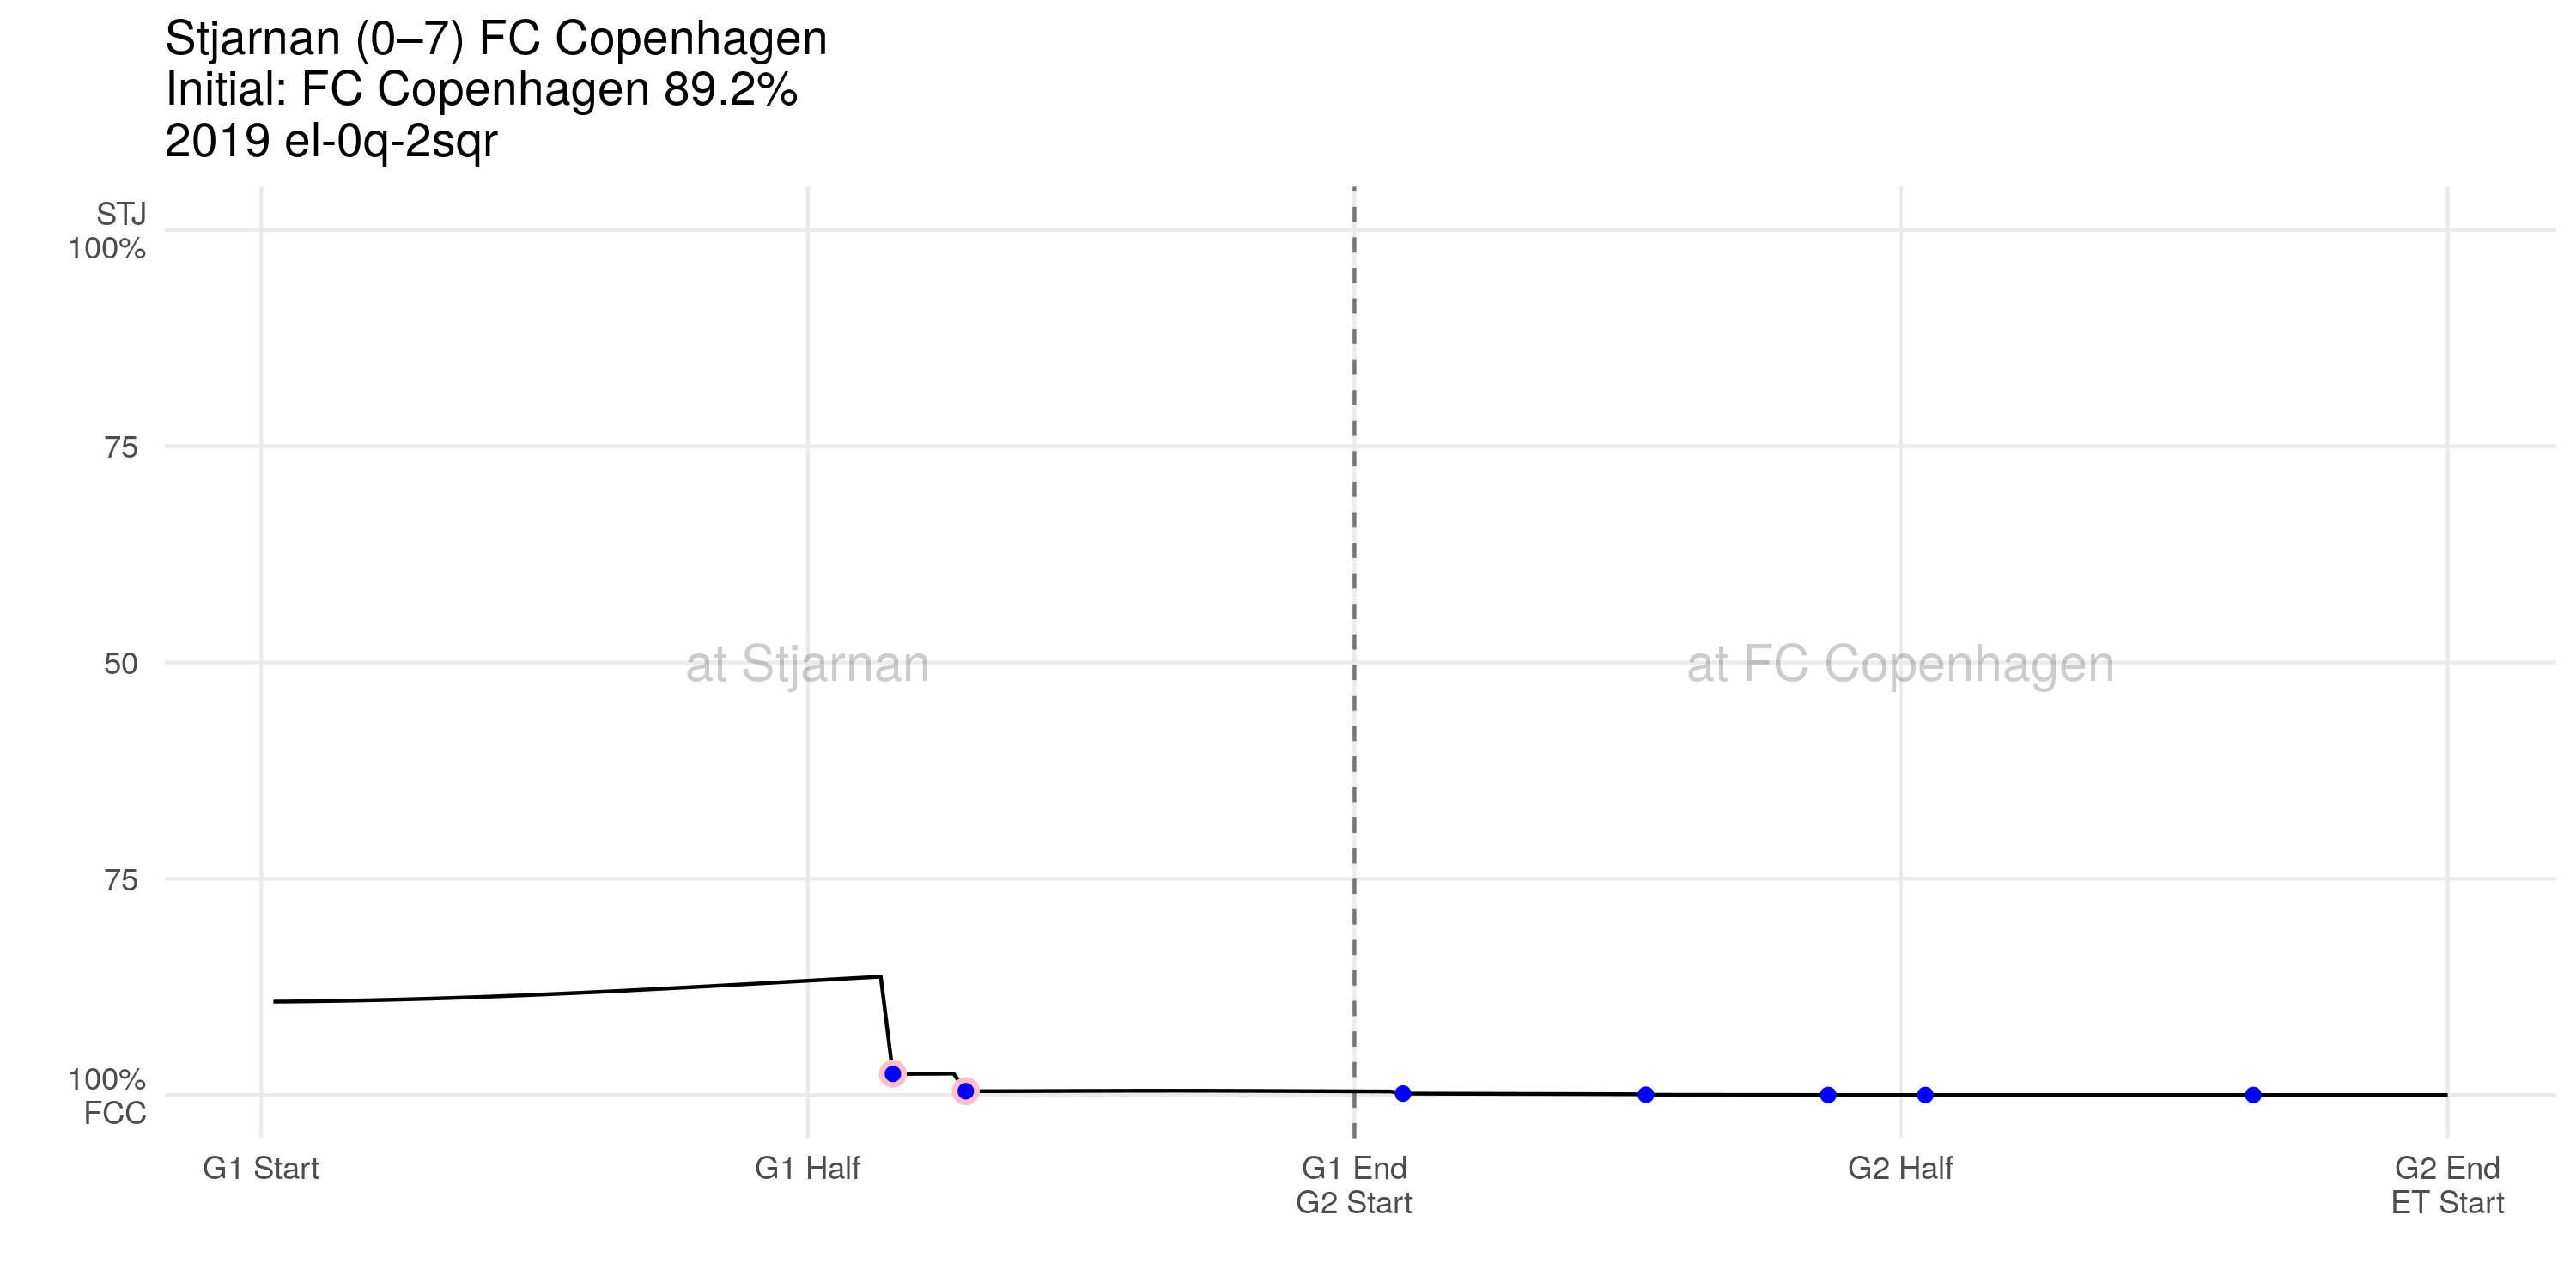 Stjarnan (0–7) FC Copenhagen
Initial: FC Copenhagen 89.2%
2019 el-0q-2sqr
STJ
100%
75
50
at Stjarnan
at FC Copenhagen
75
100%
FCC
G1 Start
G1 Half
G1 End
G2 Start
G2 Half
G2 End
ET Start